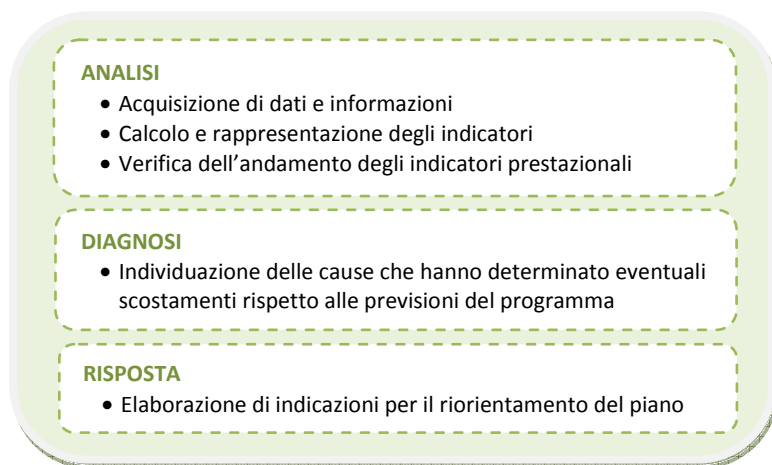 ANALISI
• Acquisizione di dati e informazioni
• Calcolo e rappresentazione degli indicatori
• Verifica dell’andamento degli indicatori prestazionali
DIAGNOSI
• Individuazione delle cause che hanno determinato eventuali
scostamenti rispetto alle previsioni del programma
RISPOSTA
• Elaborazione di indicazioni per il riorientamento del piano